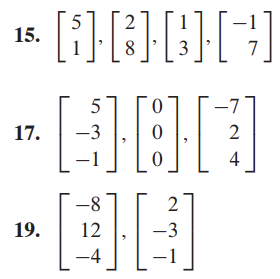 15. [5 1], [2 8], [1 3], [-1 7]
17. [5 -3 -1], [0 0 0], [-7 2 4]
19. [-8 12 -4], [2 -3 -1]